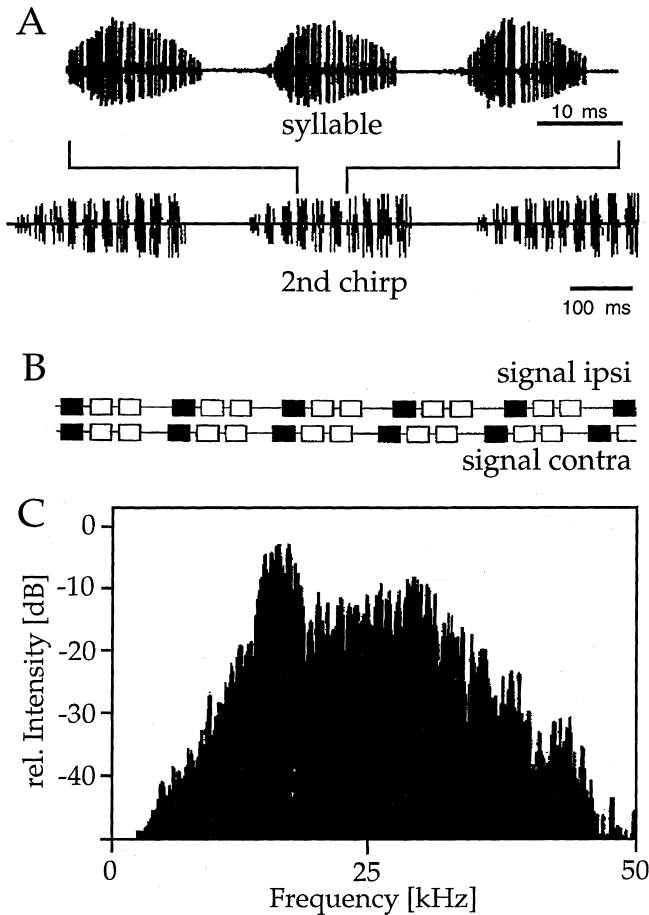 A
10 ms
syllable
2nd chirp
100 ms
B
signal ipsi
signal contra
C
0
-10
-20
-30
-40
rel. Intensity [dB]
0 25 50
Frequency [kHz]